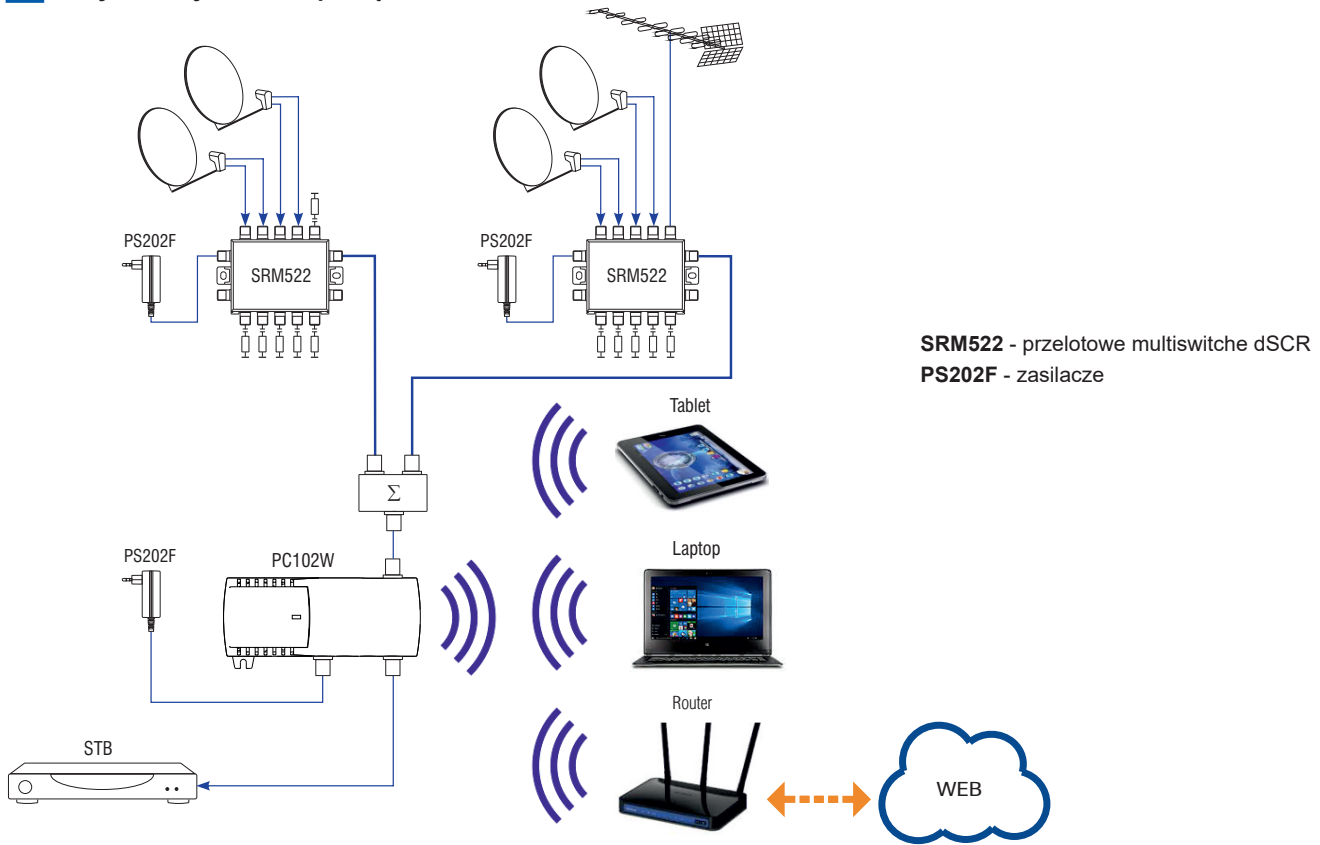 PS202F
SRM522
PS202F
SRM522
SRM522 - przelotowe multiswitche dSCR
PS202F - zasilacze
Tablet
Σ
PS202F
PC102W
Laptop
Router
STB
WEB